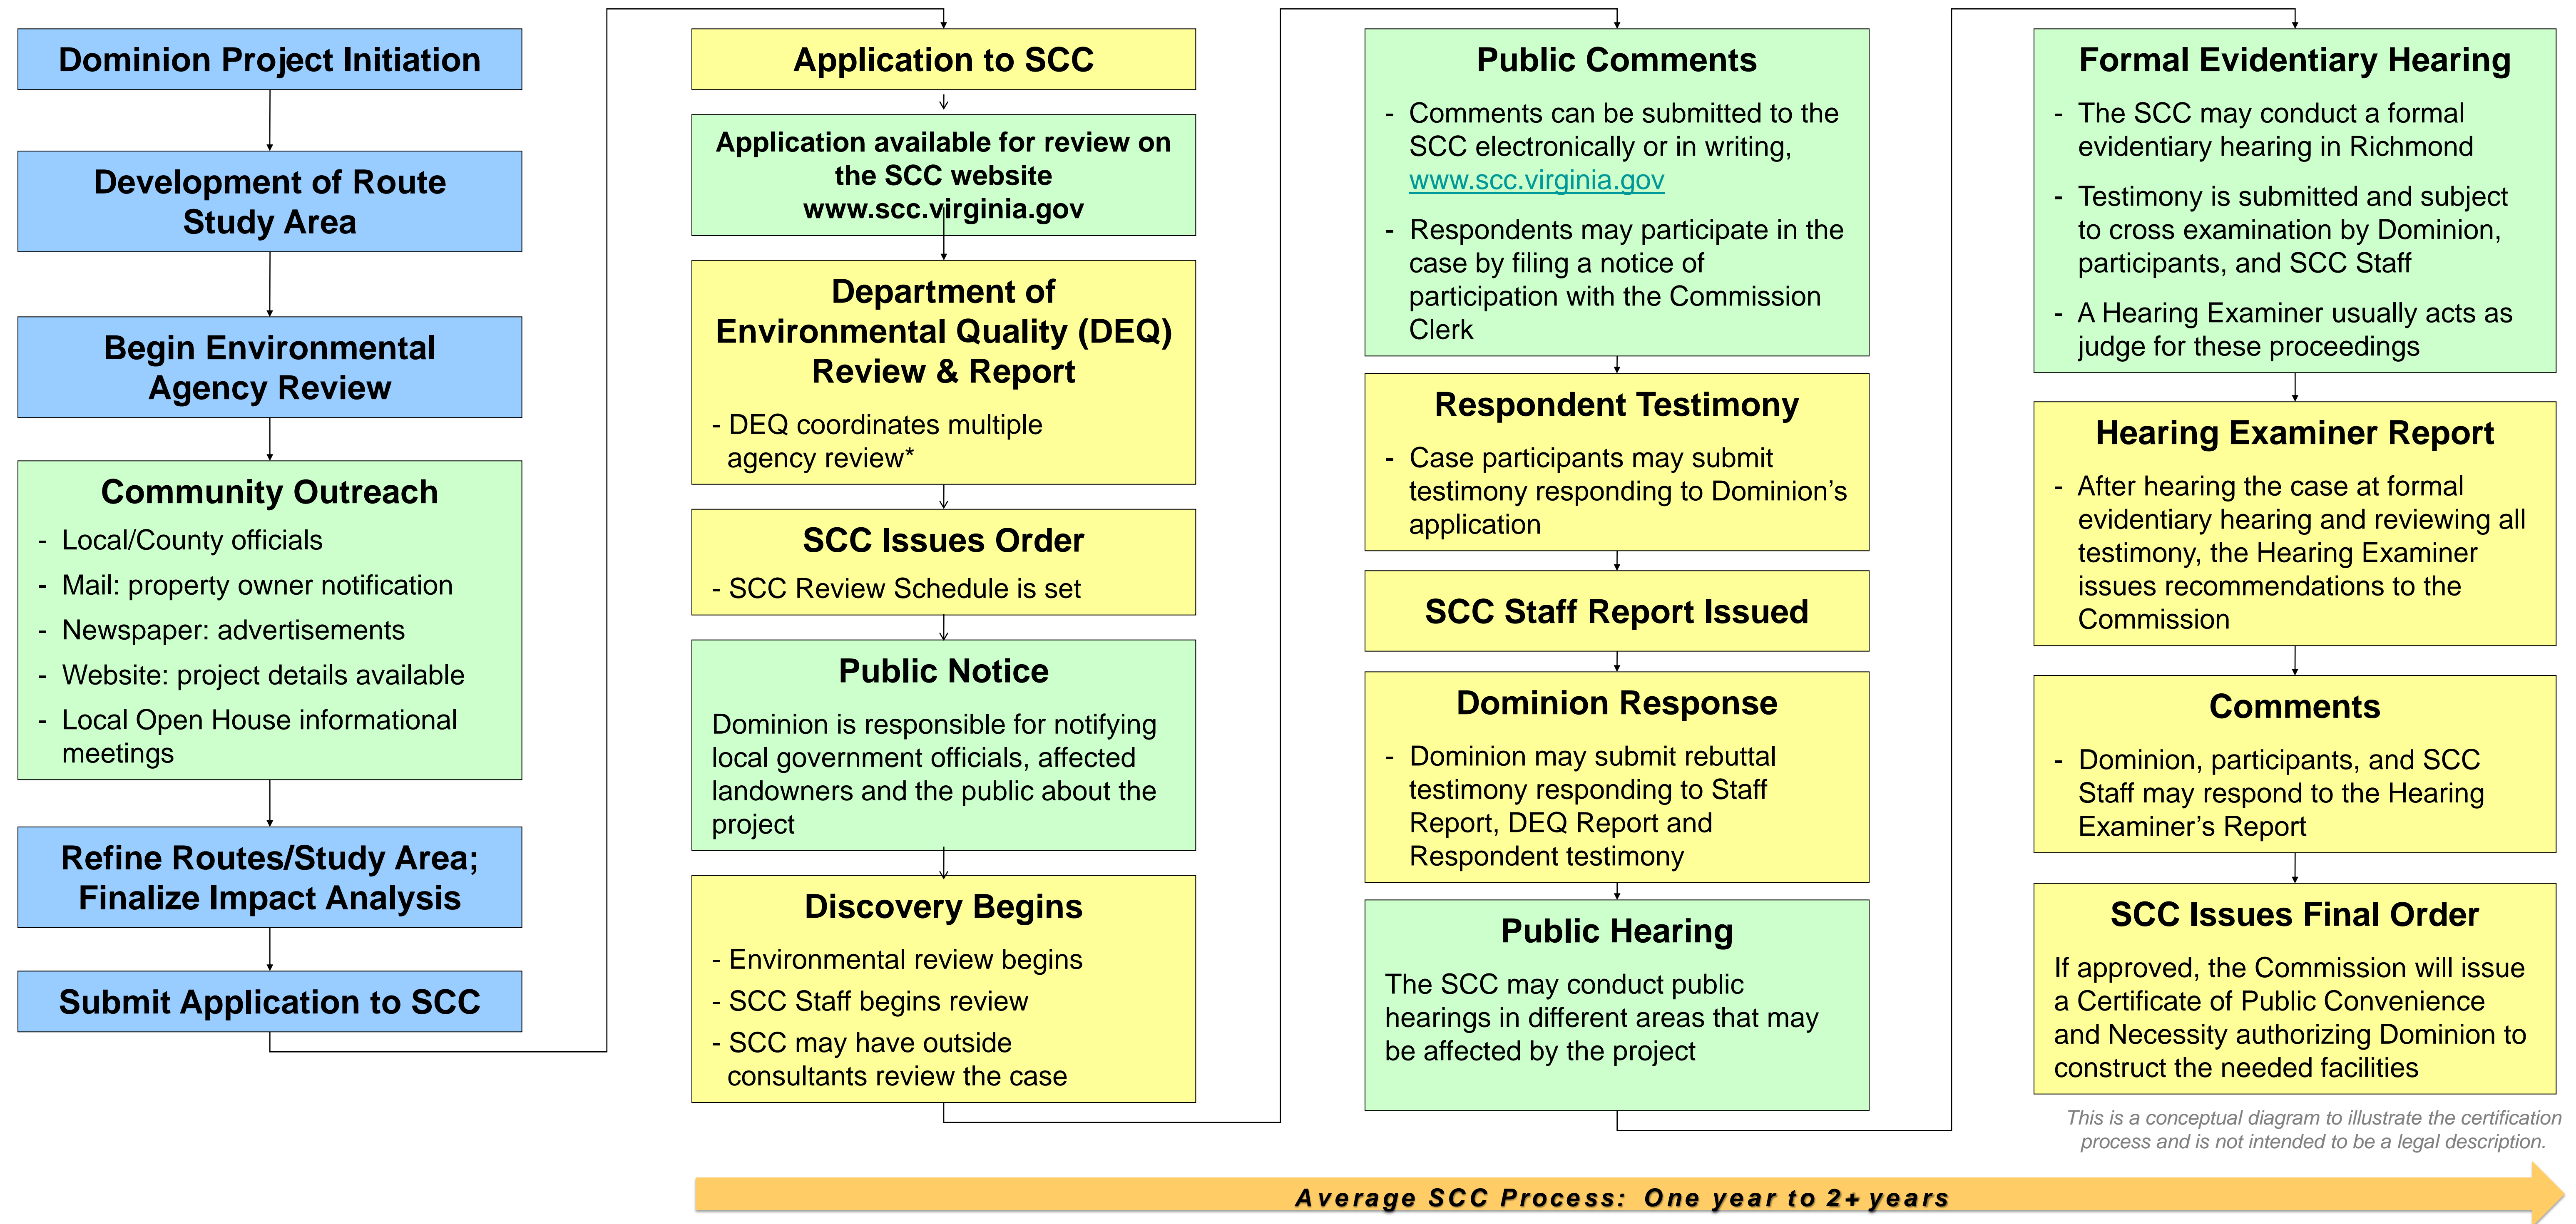 Dominion Project Initiation
Development of Route
Study Area
Begin Environmental
Agency Review
Community Outreach
- Local/County officials
- Mail: property owner notification
- Newspaper: advertisements
- Website: project details available
- Local Open House informational
meetings
Refine Routes/Study Area;
Finalize Impact Analysis
Submit Application to SCC
Application to SCC
Application available for review on
the SCC website
www.scc.virginia.gov
Department of
Environmental Quality (DEQ)
Review & Report
- DEQ coordinates multiple
agency review*
SCC Issues Order
- SCC Review Schedule is set
Public Notice
Dominion is responsible for notifying
local government officials, affected
landowners and the public about the
project
Discovery Begins
- Environmental review begins
- SCC Staff begins review
- SCC may have outside
consultants review the case
Public Comments
- Comments can be submitted to the
SCC electronically or in writing,
www.scc.virginia.gov
- Respondents may participate in the
case by filing a notice of
participation with the Commission
Clerk
Respondent Testimony
- Case participants may submit
testimony responding to Dominion’s
application
SCC Staff Report Issued
Dominion Response
- Dominion may submit rebuttal
testimony responding to Staff
Report, DEQ Report and
Respondent testimony
Public Hearing
The SCC may conduct public
hearings in different areas that may
be affected by the project
Formal Evidentiary Hearing
- The SCC may conduct a formal
evidentiary hearing in Richmond
- Testimony is submitted and subject
to cross examination by Dominion,
participants, and SCC Staff
- A Hearing Examiner usually acts as
judge for these proceedings
Hearing Examiner Report
- After hearing the case at formal
evidentiary hearing and reviewing all
testimony, the Hearing Examiner
issues recommendations to the
Commission
Comments
- Dominion, participants, and SCC
Staff may respond to the Hearing
Examiner’s Report
SCC Issues Final Order
If approved, the Commission will issue
a Certificate of Public Convenience
and Necessity authorizing Dominion to
construct the needed facilities
This is a conceptual diagram to illustrate the certification
process and is not intended to be a legal description.
Average SCC Process: One year to 2+ years